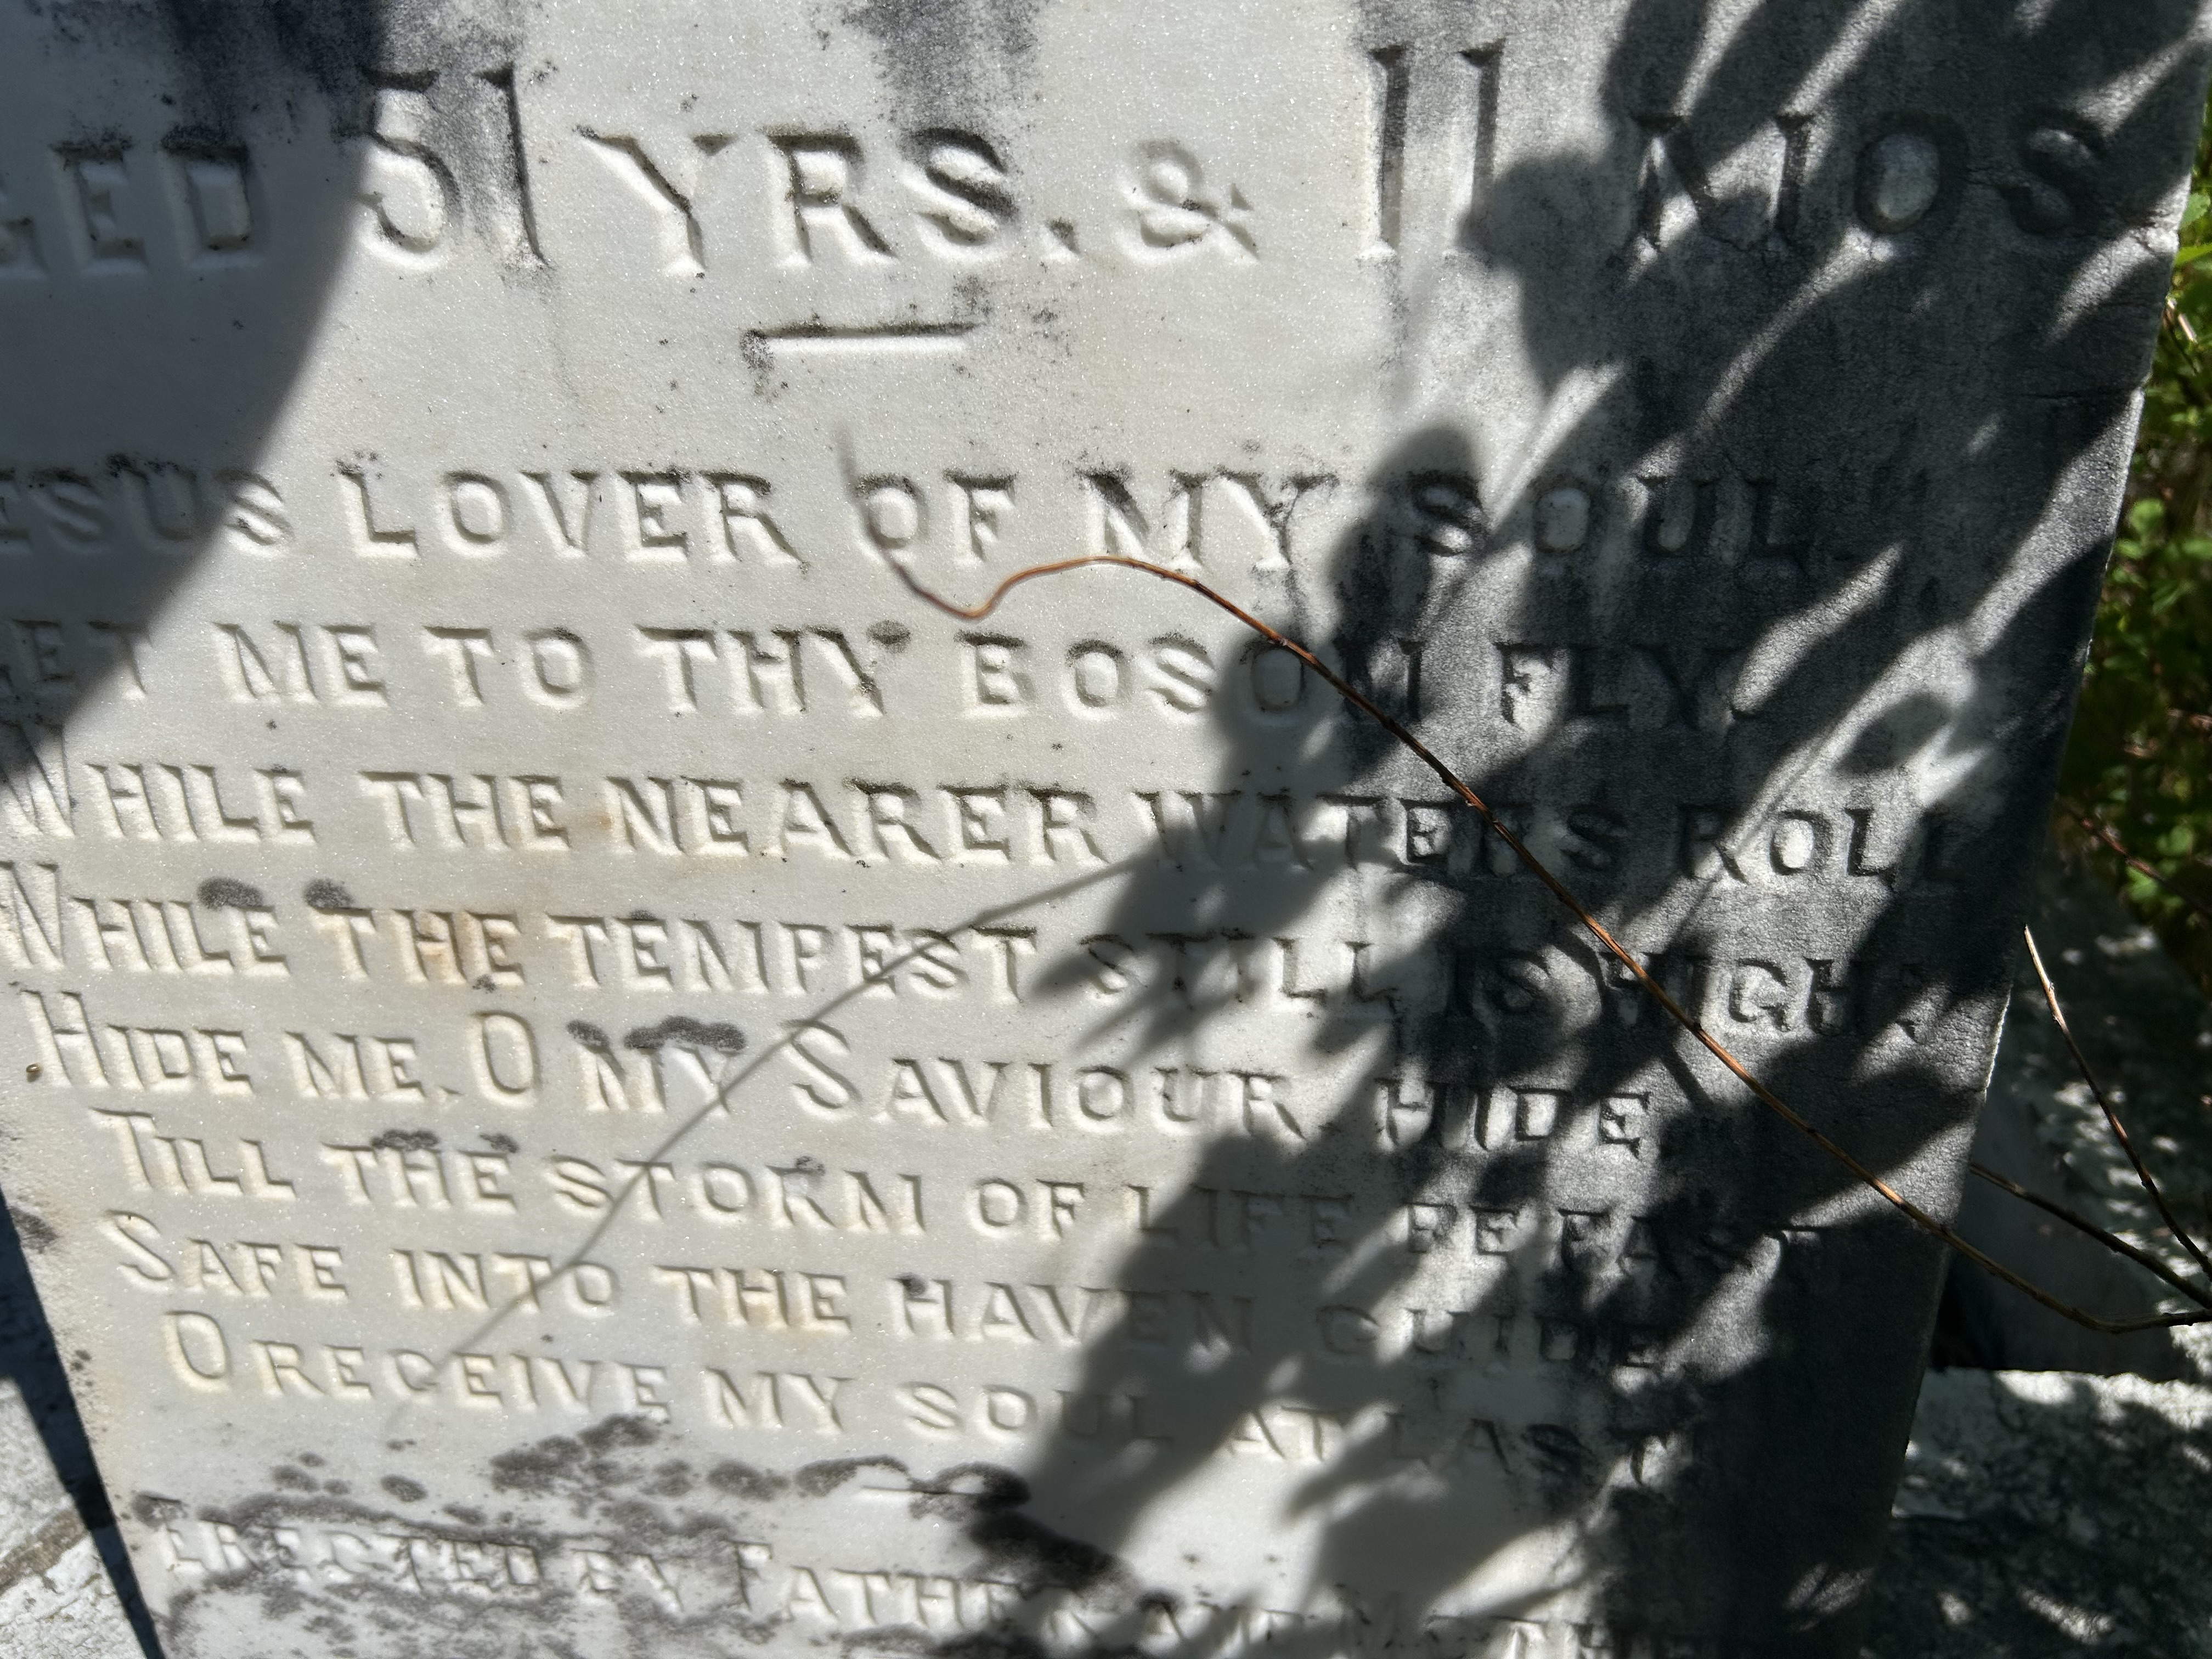 GED 51 YRS. & 11 MOS
ESUS LOVER OF MY SOUL.
LET ME TO THY BOSOM FLY.
WHILE THE NEARER WATERS ROLL
WHILE THE TEMPEST STILL IS HIGH.
HIDE ME. O MY SAVIOUR, HIDE
TILL THE STORM OF LIFE BE PAST
SAFE INTO THE HAVEN GUIDE.
O RECEIVE MY SOUL AT LAST
ERECTED BY FATHER AND MOTHER